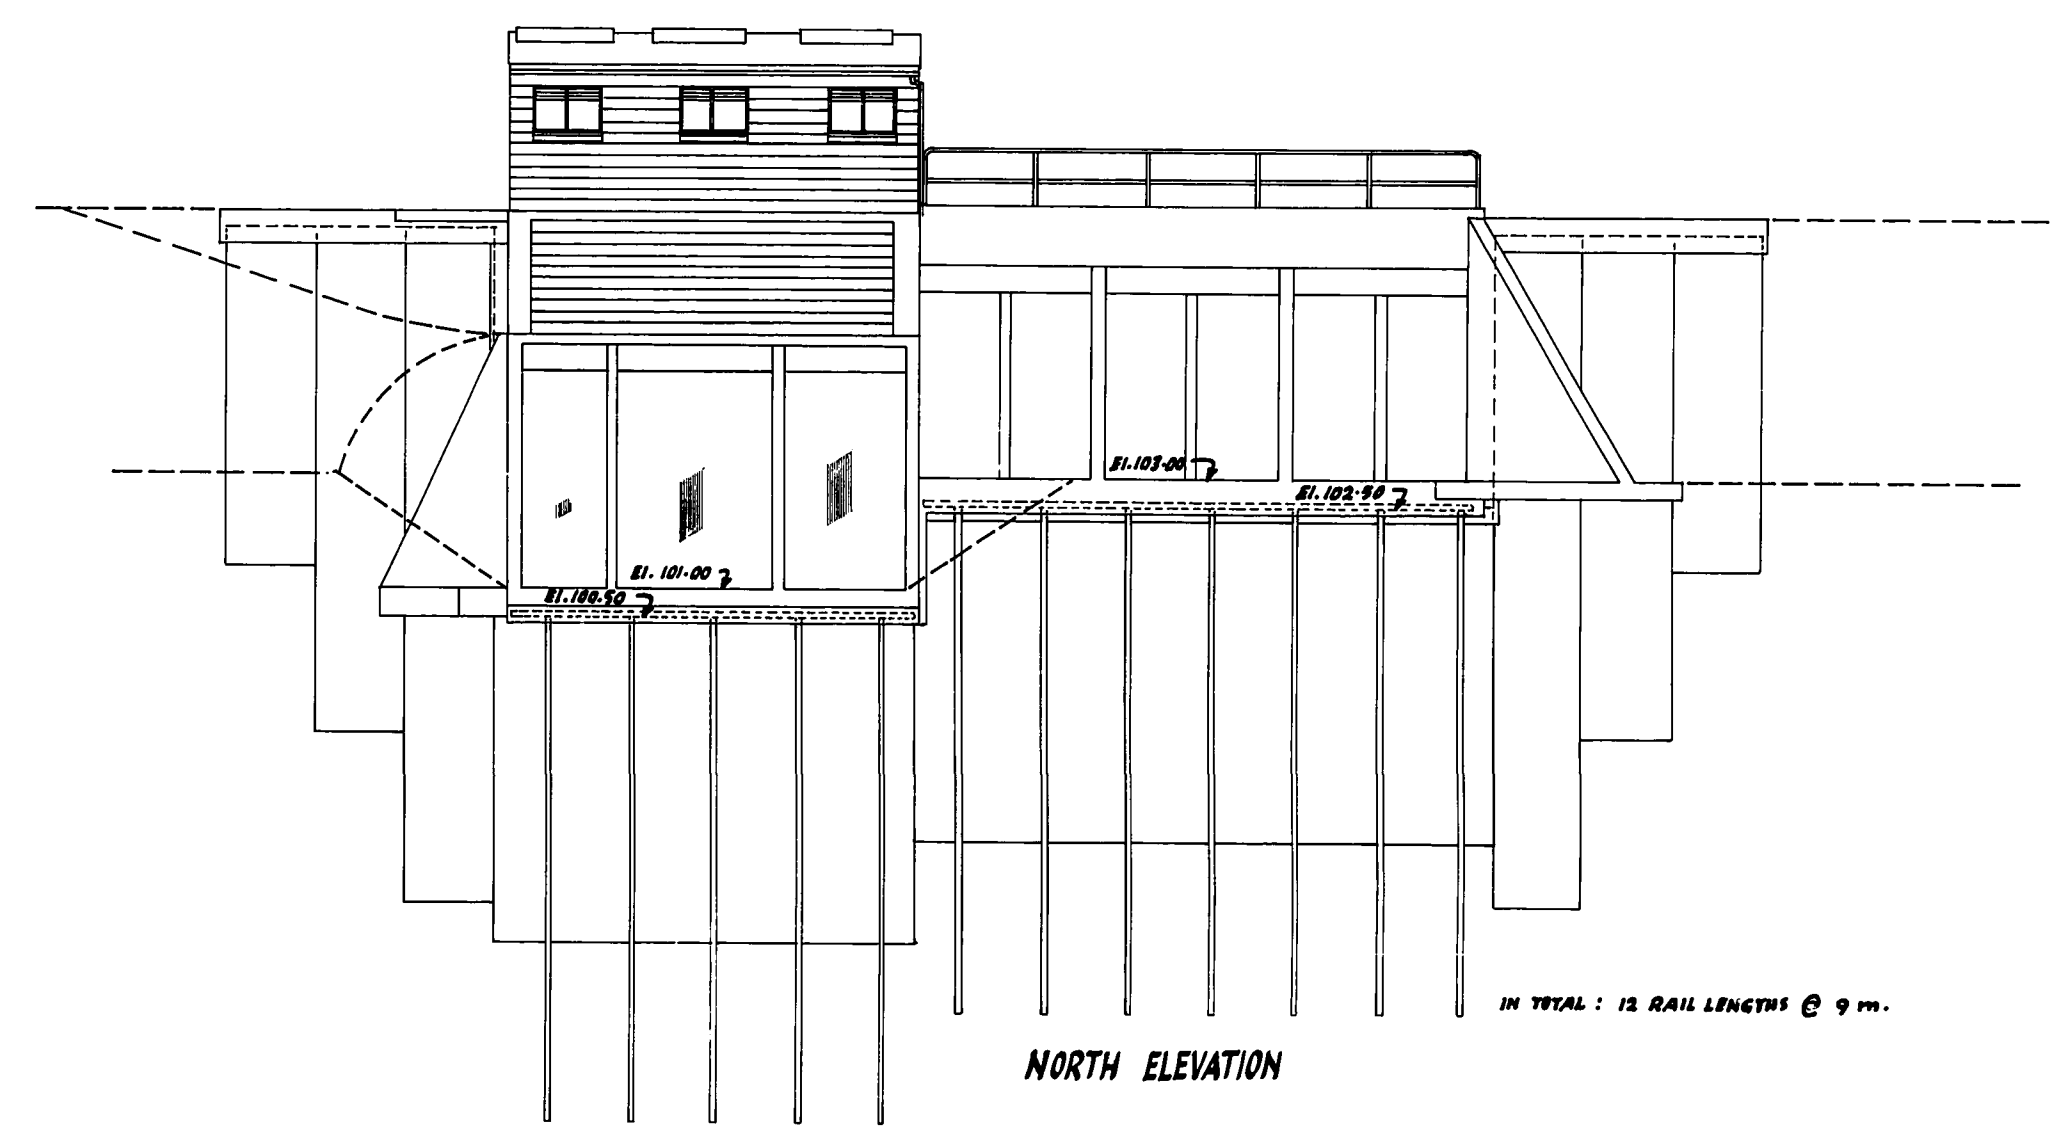 El.103.00
El.102.50
El. 101.00
El.100.50
IN TOTAL : 12 RAIL LENGTHS @ 9 m.
NORTH ELEVATION